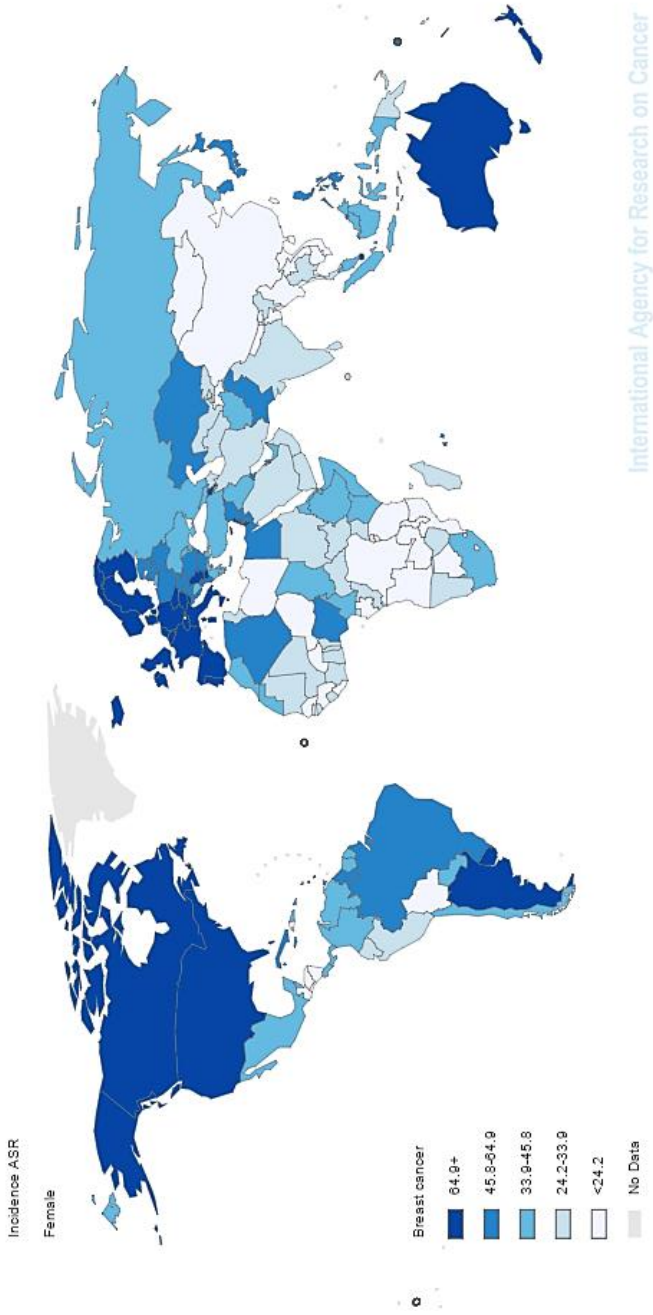 Incidence ASR
Female
Breast cancer
64.9+
45.8-64.9
33.9-45.8
24.2-33.9
<24.2
No Data
International Agency for Research on Cancer